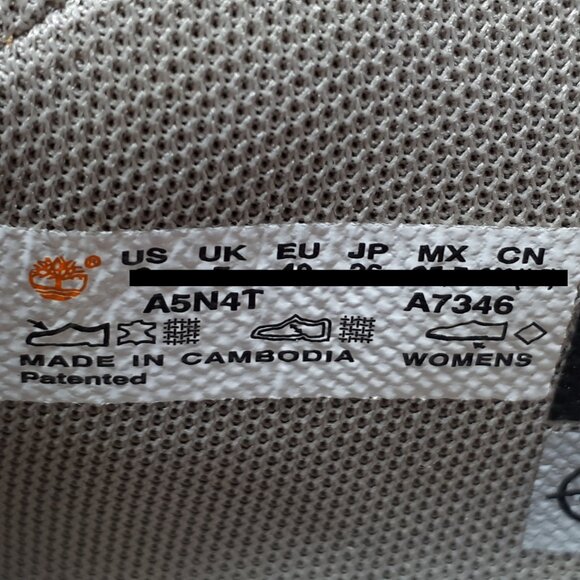 ® US UK EU JP MX CN
A5N4T A7346
MADE IN CAMBODIA WOMENS
Patented